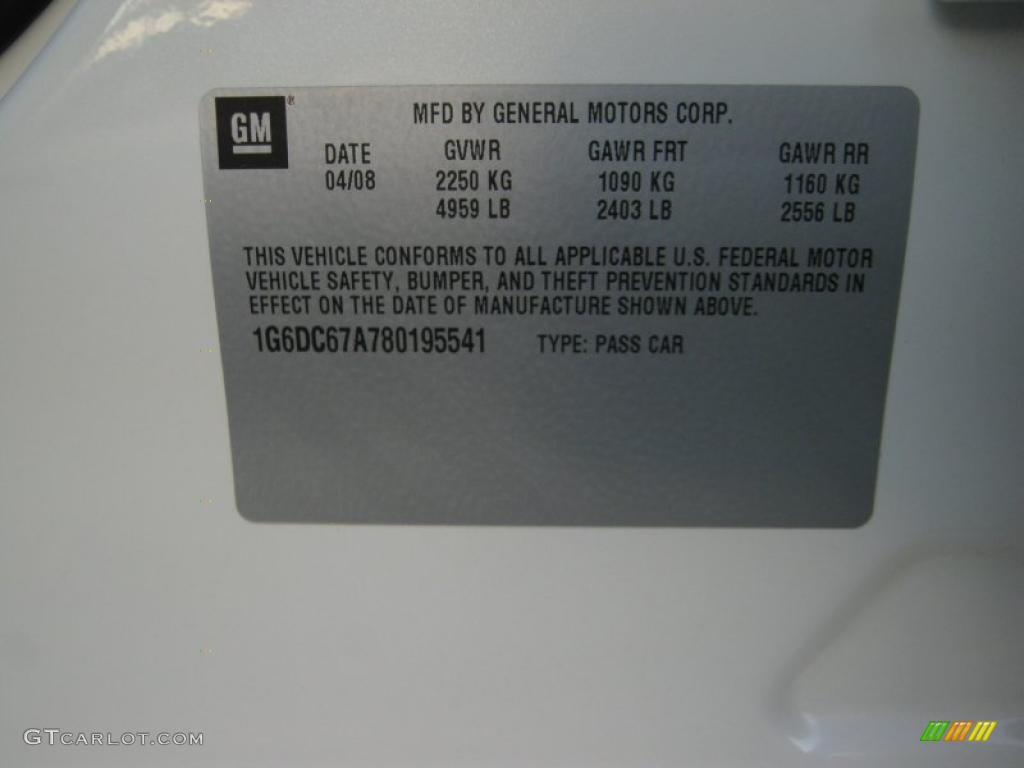 GM ®
MFD BY GENERAL MOTORS CORP.
DATE GVWR GAWR FRT GAWR RR
04/08 2250 KG 1090 KG 1160 KG
4959 LB 2403 LB 2556 LB
THIS VEHICLE CONFORMS TO ALL APPLICABLE U.S. FEDERAL MOTOR
VEHICLE SAFETY, BUMPER, AND THEFT PREVENTION STANDARDS IN
EFFECT ON THE DATE OF MANUFACTURE SHOWN ABOVE.
1G6DC67A780195541 TYPE: PASS CAR
GTCARLOT.COM